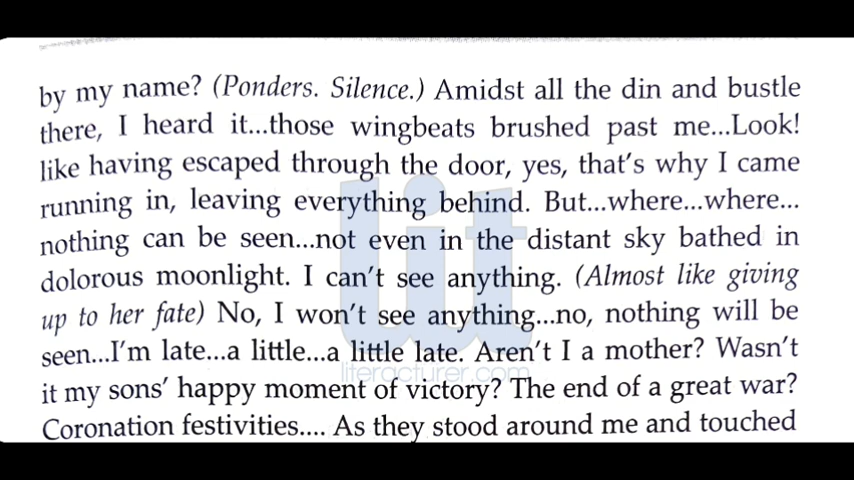 by my name? (Ponders. Silence.) Amidst all the din and bustle
there, I heard it...those wingbeats brushed past me...Look!
like having escaped through the door, yes, that's why I came
running in, leaving everything behind. But...where...where...
nothing can be seen...not even in the distant sky bathed in
dolorous moonlight. I can't see anything. (Almost like giving
up to her fate) No, I won't see anything...no, nothing will be
seen...I'm late...a little...a little late. Aren't I a mother? Wasn't
it my sons' happy moment of victory? The end of a great war?
Coronation festivities.... As they stood around me and touched
lit
literacturer.com